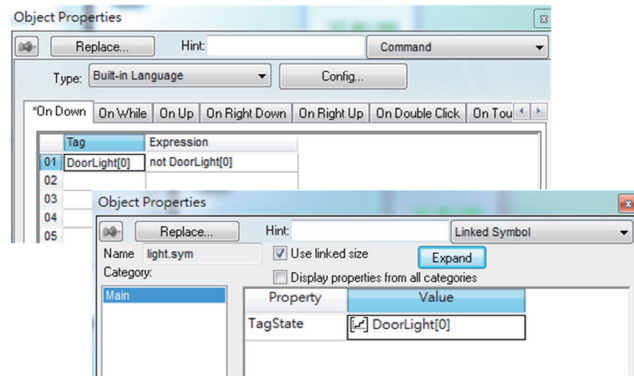 Object Properties
Replace... Hint: Command
Type: Built-in Language Config...
*On Down On While On Up On Right Down On Right Up On Double Click On Tou
Tag Expression
01 DoorLight[0] not DoorLight[0]
02
03
04
05
Object Properties
Replace... Hint: Linked Symbol
Name light.sym Use linked size Expand
Category: Display properties from all categories
Main Property Value
TagState DoorLight[0]